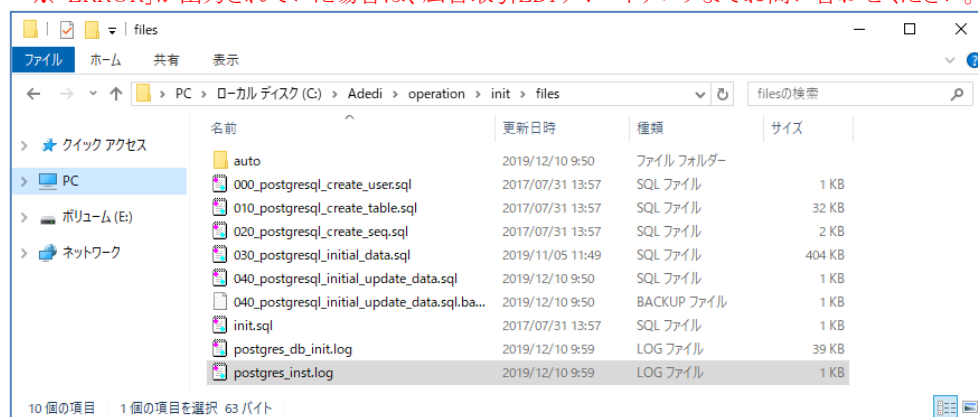 files
ファイル ホーム 共有 表示
PC > ローカル ディスク (C:) > Adedi > operation > init > files
filesの検索
名前 更新日時 種類 サイズ
クイック アクセス
PC
ボリューム (E:)
ネットワーク
auto 2019/12/10 9:50 ファイル フォルダー
000_postgresql_create_user.sql 2017/07/31 13:57 SQL ファイル 1 KB
010_postgresql_create_table.sql 2017/07/31 13:57 SQL ファイル 32 KB
020_postgresql_create_seq.sql 2017/07/31 13:57 SQL ファイル 2 KB
030_postgresql_initial_data.sql 2019/11/05 11:49 SQL ファイル 404 KB
040_postgresql_initial_update_data.sql 2019/12/10 9:50 SQL ファイル 1 KB
040_postgresql_initial_update_data.sql.ba... 2019/12/10 9:50 BACKUP ファイル 1 KB
init.sql 2017/07/31 13:57 SQL ファイル 1 KB
postgres_db_init.log 2019/12/10 9:59 LOG ファイル 39 KB
postgres_inst.log 2019/12/10 9:59 LOG ファイル 1 KB
10 個の項目 1 個の項目を選択 63 バイト